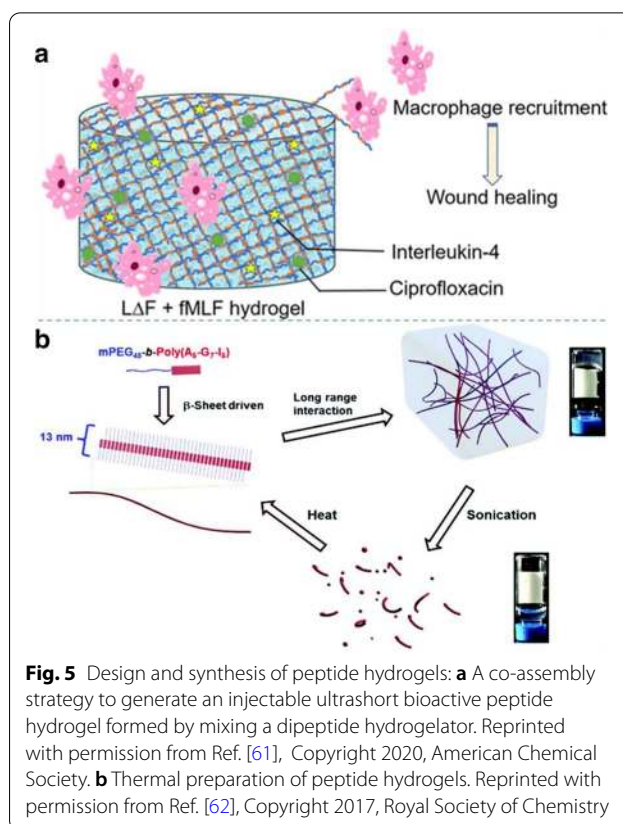 a
Macrophage recruitment
Wound healing
Interleukin-4
Ciprofloxacin
LΔF + fMLF hydrogel
b
mPEG₄₅-b-Poly(A₆-G₇-I₈)
β-Sheet driven
Long range
interaction
13 nm
Heat
Sonication
Fig. 5 Design and synthesis of peptide hydrogels: a A co-assembly
strategy to generate an injectable ultrashort bioactive peptide
hydrogel formed by mixing a dipeptide hydrogelator. Reprinted
with permission from Ref. [61], Copyright 2020, American Chemical
Society. b Thermal preparation of peptide hydrogels. Reprinted with
permission from Ref. [62], Copyright 2017, Royal Society of Chemistry